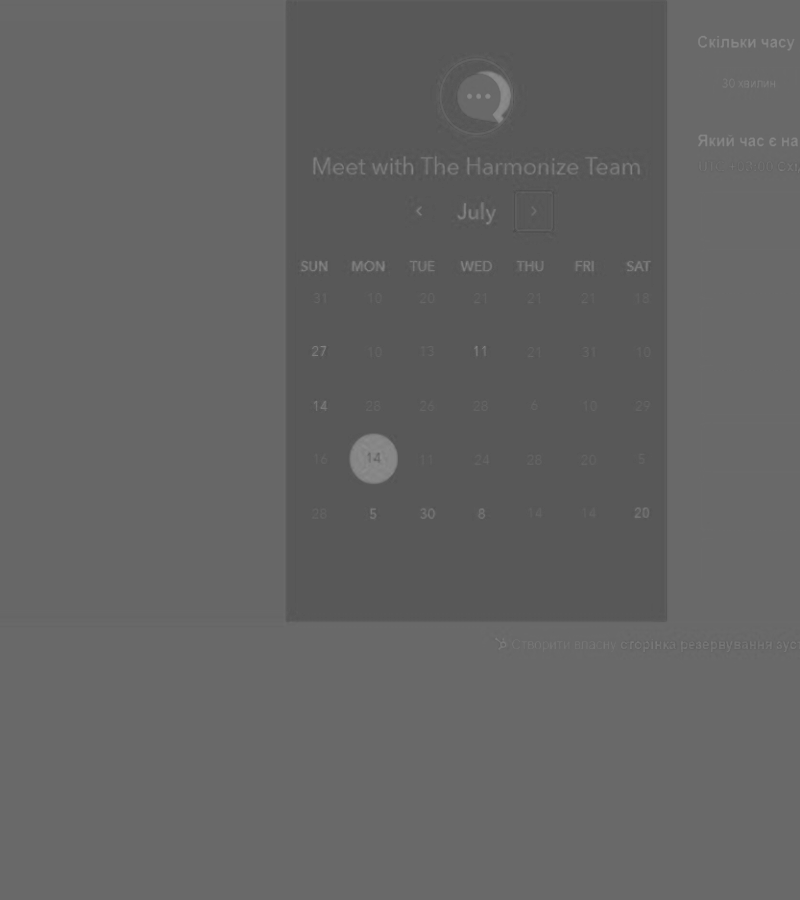 Скільки часу
30 хвилин
Meet with The Harmonize Team
Який час є на
July
SUN MON TUE WED THU FRI SAT
31 10 20 21 21 21 18
27 10 13 11 21 31 10
14 28 26 28 6 10 29
16 14 11 24 28 20 5
26 5 30 8 14 14 20
Створити власну сторінка резервування